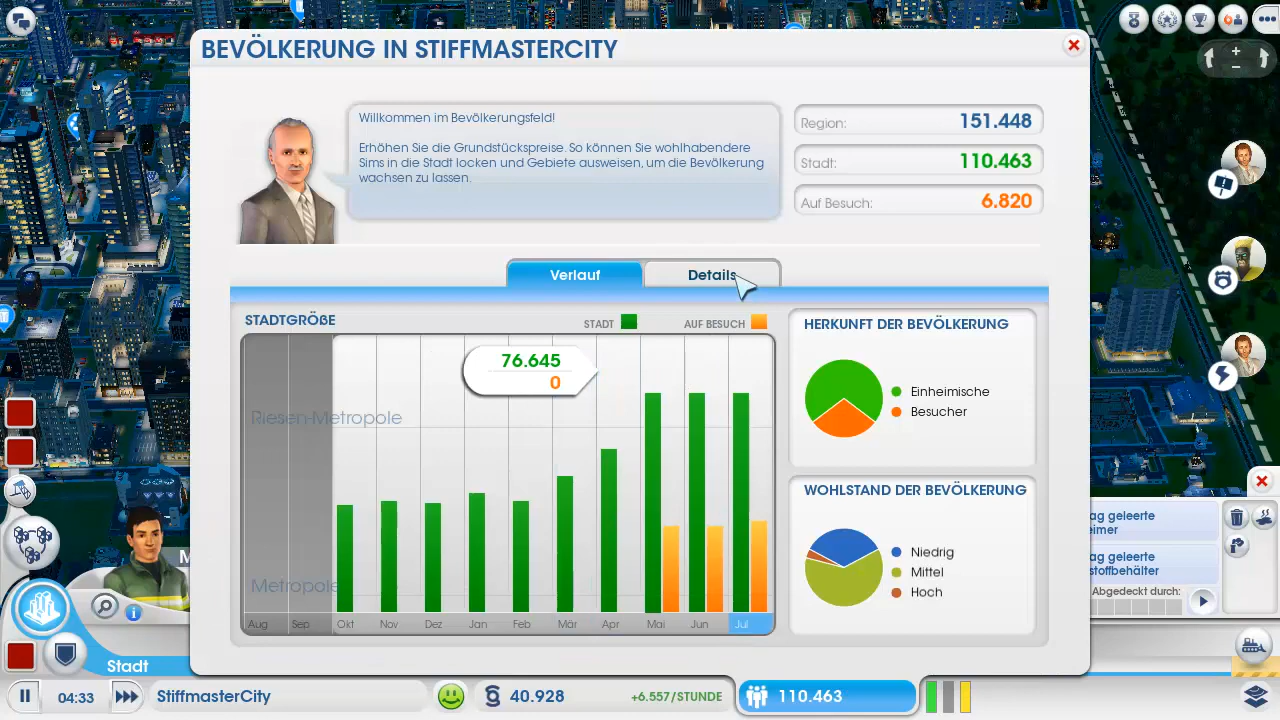 BEVÖLKERUNG IN STIFFMASTERCITY
Willkommen im Bevölkerungsfeld!
Erhöhen Sie die Grundstückspreise. So können Sie wohlhabendere
Sims in die Stadt locken und Gebiete ausweisen, um die Bevölkerung
wachsen zu lassen.
Region: 151.448
Stadt: 110.463
Auf Besuch: 6.820
Verlauf
Details
STADTGRÖßE
STADT
AUF BESUCH
76.645
0
Riesen-Metropole
Metropole
Aug Sep Okt Nov Dez Jan Feb Mär Apr Mai Jun Jul
HERKUNFT DER BEVÖLKERUNG
Einheimische
Besucher
WOHLSTAND DER BEVÖLKERUNG
Niedrig
Mittel
Hoch
ag geleerte
eimer
ag geleerte
stoffbehälter
Abgedeckt durch:
M
Stadt
04:33
StiffmasterCity
40.928
+6.557/STUNDE
110.463